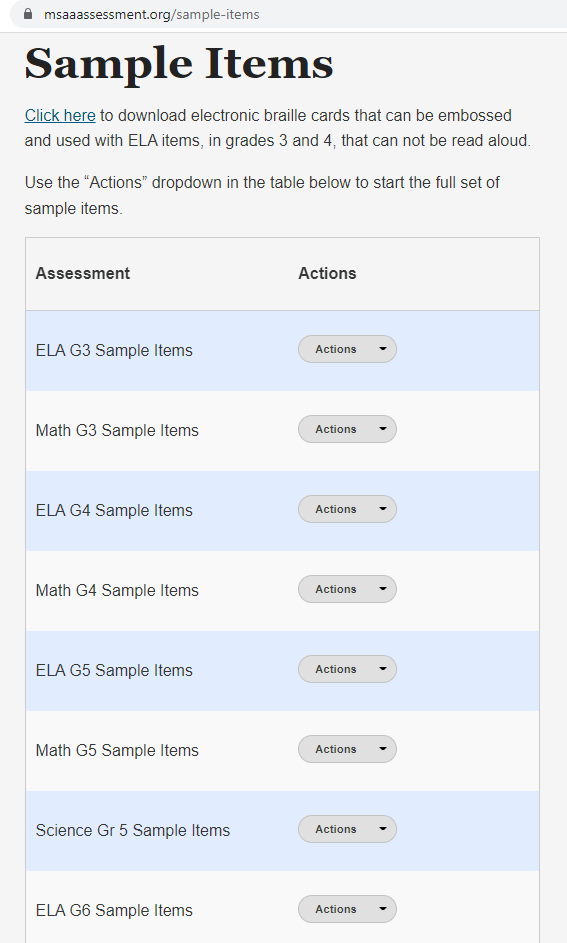 msaaassessment.org/sample-items
Sample Items
Click here to download electronic braille cards that can be embossed
and used with ELA items, in grades 3 and 4, that can not be read aloud.
Use the “Actions” dropdown in the table below to start the full set of
sample items.
Assessment Actions
ELA G3 Sample Items Actions
Math G3 Sample Items Actions
ELA G4 Sample Items Actions
Math G4 Sample Items Actions
ELA G5 Sample Items Actions
Math G5 Sample Items Actions
Science Gr 5 Sample Items Actions
ELA G6 Sample Items Actions